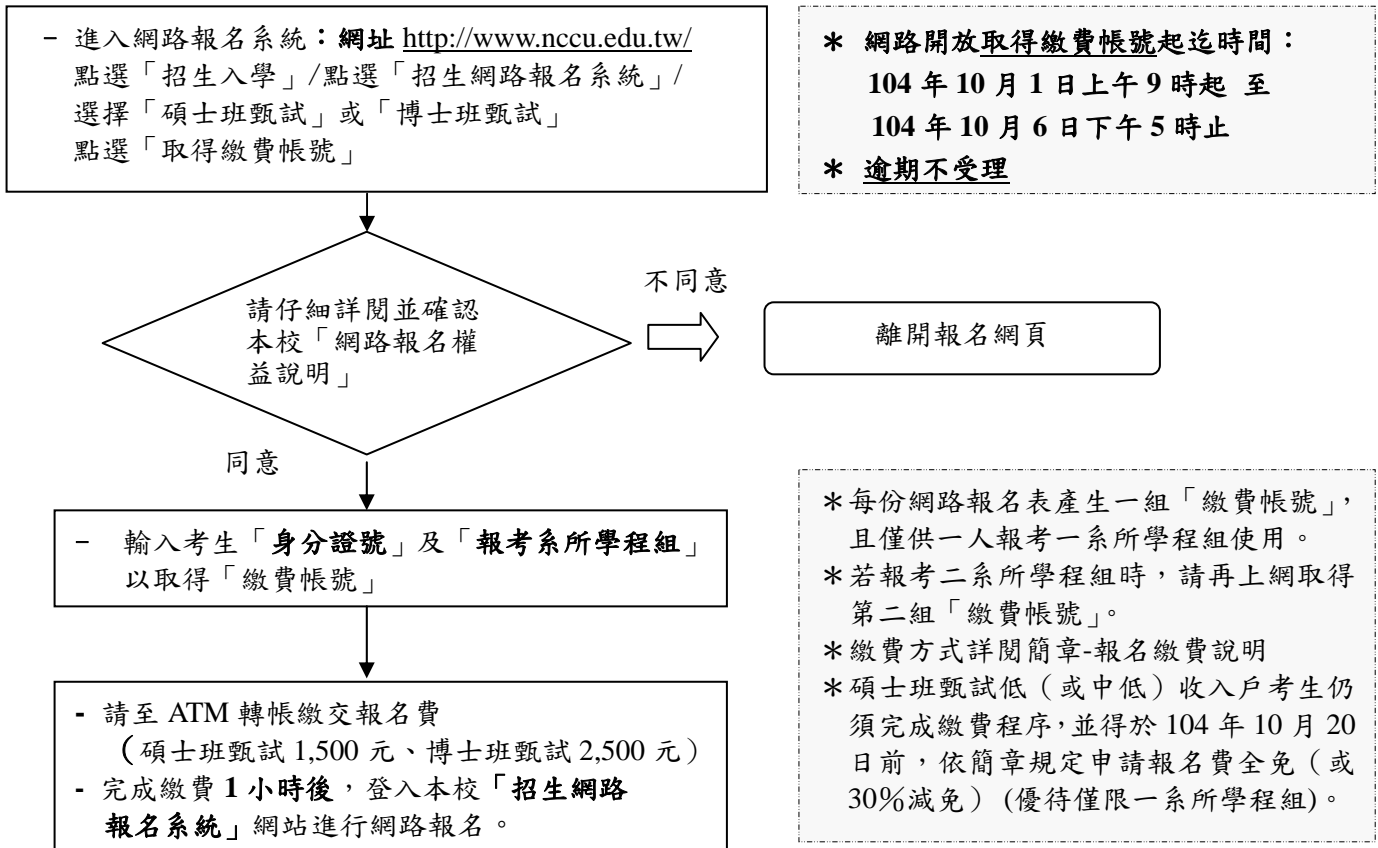 - 進入網路報名系統：網址 http://www.nccu.edu.tw/
點選「招生入學」/點選「招生網路報名系統」/
選擇「碩士班甄試」或「博士班甄試」
點選「取得繳費帳號」
＊ 網路開放取得繳費帳號起迄時間：
104 年 10 月 1 日上午 9 時起 至
104 年 10 月 6 日下午 5 時止
＊ 逾期不受理
請仔細詳閱並確認
本校「網路報名權
益說明」
不同意
離開報名網頁
同意
- 輸入考生「身分證號」及「報考系所學程組」
以取得「繳費帳號」
- 請至 ATM 轉帳繳交報名費
（碩士班甄試 1,500 元、博士班甄試 2,500 元）
- 完成繳費 1 小時後，登入本校「招生網路
報名系統」網站進行網路報名。
＊每份網路報名表產生一組「繳費帳號」，
且僅供一人報考一系所學程組使用。
＊若報考二系所學程組時，請再上網取得
第二組「繳費帳號」。
＊繳費方式詳閱簡章-報名繳費說明
＊碩士班甄試低（或中低）收入戶考生仍
須完成繳費程序，並得於 104 年 10 月 20
日前，依簡章規定申請報名費全免（或
30％減免）(優待僅限一系所學程組)。